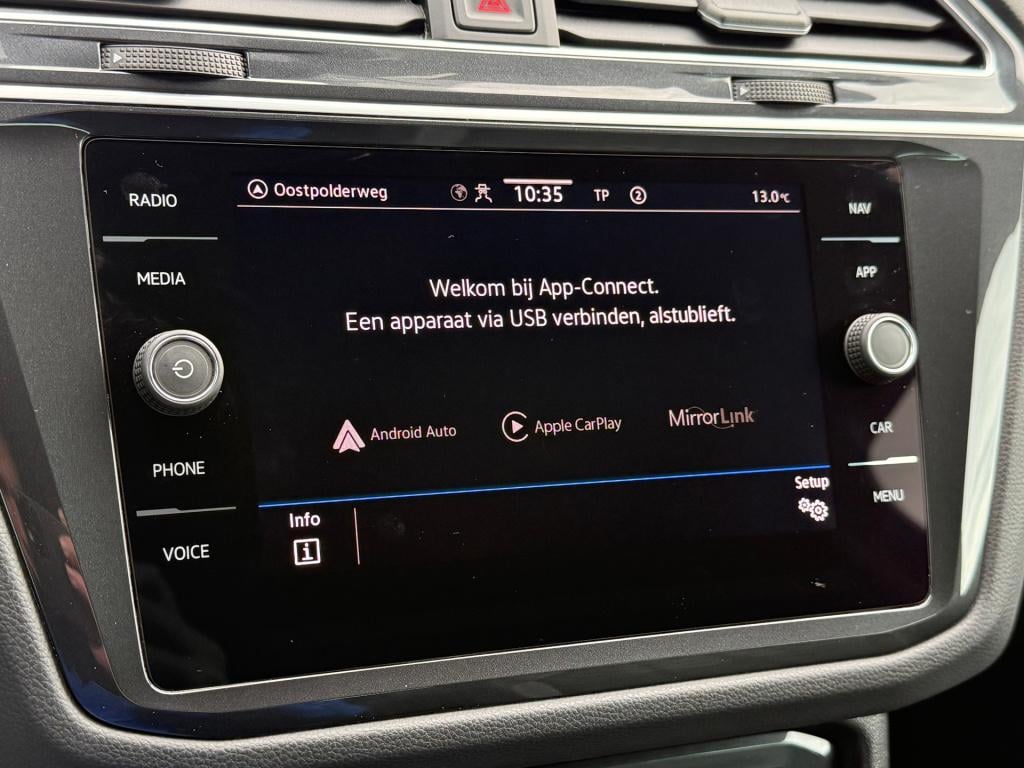 RADIO
MEDIA
PHONE
VOICE
Oostpolderweg 10:35 TP 2 13.0°C
Welkom bij App-Connect.
Een apparaat via USB verbinden, alstublieft.
Android Auto Apple CarPlay MirrorLink
Setup
Info
i
NAV
APP
CAR
MENU